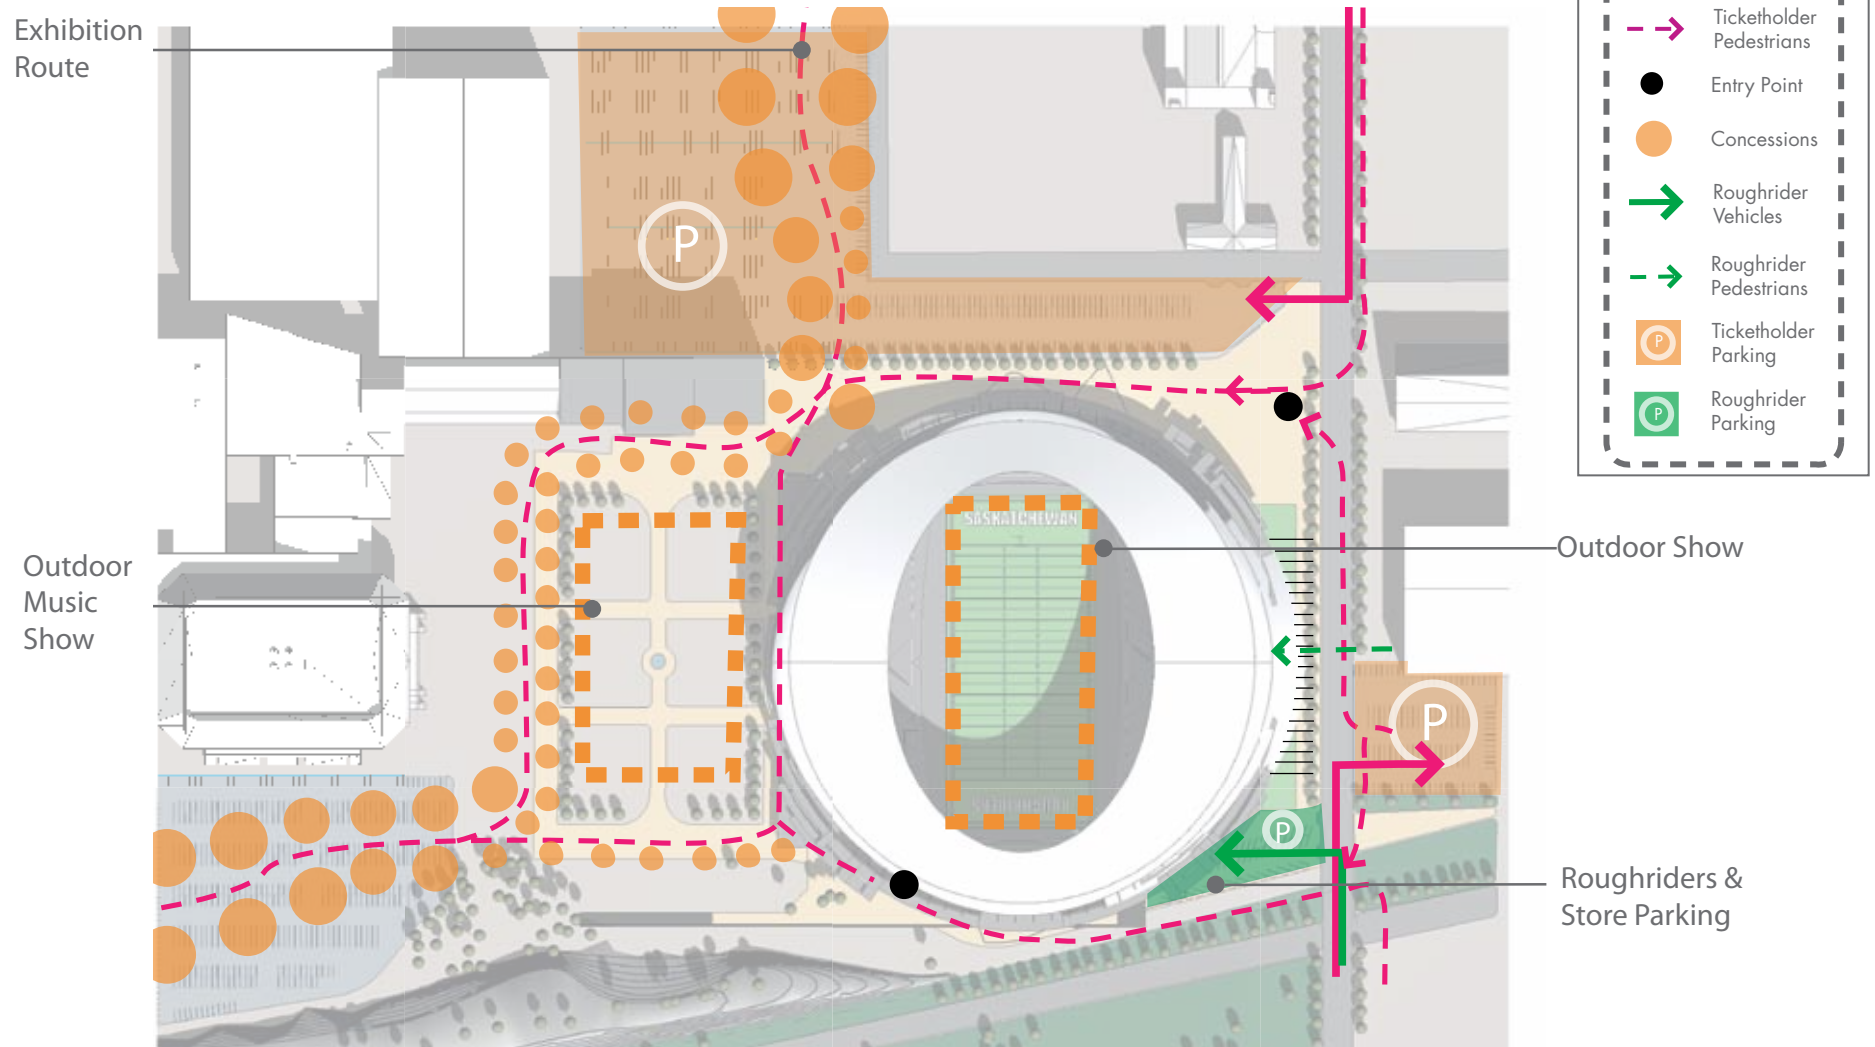 Exhibition
Route
Ticketholder
Pedestrians
Entry Point
Concessions
Roughrider
Vehicles
Roughrider
Pedestrians
P
Ticketholder
Parking
P
Roughrider
Parking
P
SASKATCHEWAN
Outdoor Show
Outdoor
Music
Show
P
P
Roughriders &
Store Parking